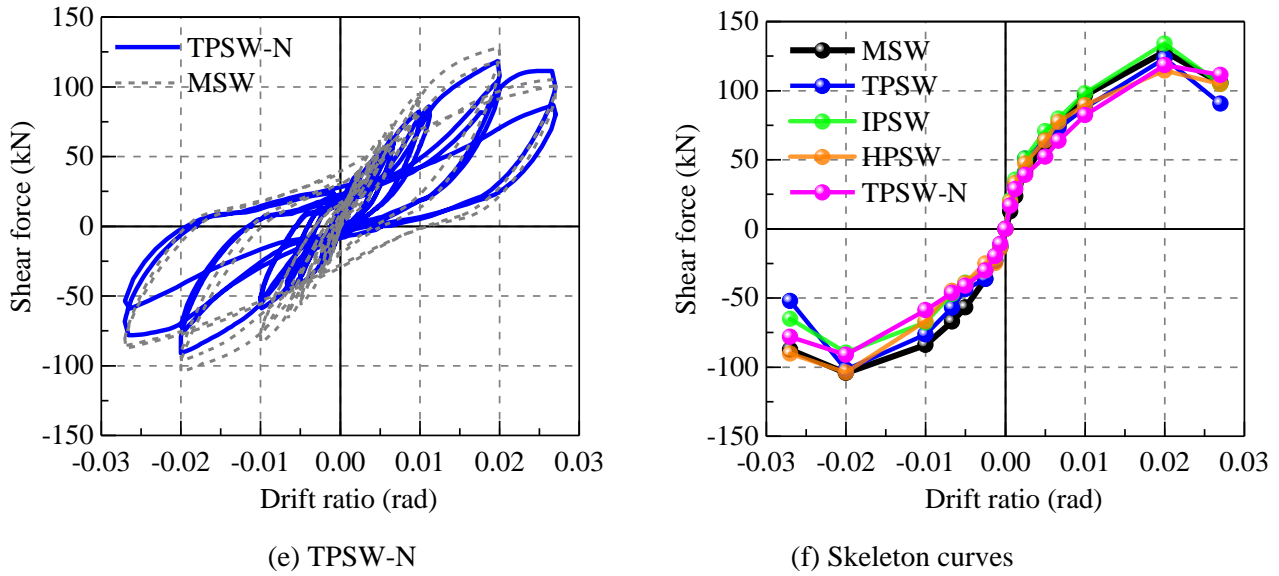 150
100
50
0
-50
-100
-150
-0.03 -0.02 -0.01 0.00 0.01 0.02 0.03
Shear force (kN)
Drift ratio (rad)
TPSW-N
MSW
(e) TPSW-N
150
100
50
0
-50
-100
-150
-0.03 -0.02 -0.01 0.00 0.01 0.02 0.03
Shear force (kN)
Drift ratio (rad)
MSW
TPSW
IPSW
HPSW
TPSW-N
(f) Skeleton curves